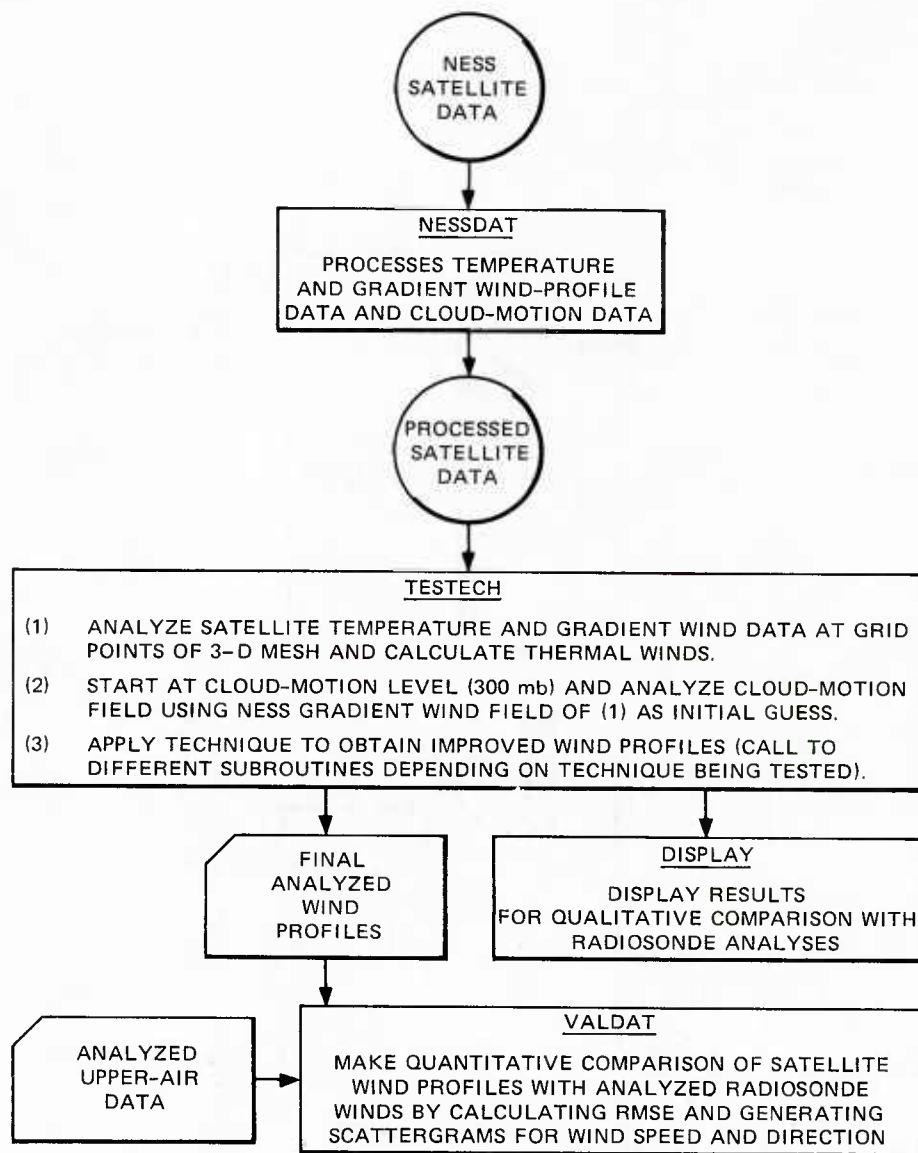 NESS
SATELLITE
DATA
NESSDAT
PROCESSES TEMPERATURE
AND GRADIENT WIND-PROFILE
DATA AND CLOUD-MOTION DATA
PROCESSED
SATELLITE
DATA
TESTECH
(1) ANALYZE SATELLITE TEMPERATURE AND GRADIENT WIND DATA AT GRID
POINTS OF 3-D MESH AND CALCULATE THERMAL WINDS.
(2) START AT CLOUD-MOTION LEVEL (300 mb) AND ANALYZE CLOUD-MOTION
FIELD USING NESS GRADIENT WIND FIELD OF (1) AS INITIAL GUESS.
(3) APPLY TECHNIQUE TO OBTAIN IMPROVED WIND PROFILES (CALL TO
DIFFERENT SUBROUTINES DEPENDING ON TECHNIQUE BEING TESTED).
FINAL
ANALYZED
WIND
PROFILES
DISPLAY
DISPLAY RESULTS
FOR QUALITATIVE COMPARISON WITH
RADIOSONDE ANALYSES
ANALYZED
UPPER-AIR
DATA
VALDAT
MAKE QUANTITATIVE COMPARISON OF SATELLITE
WIND PROFILES WITH ANALYZED RADIOSONDE
WINDS BY CALCULATING RMSE AND GENERATING
SCATTERGRAMS FOR WIND SPEED AND DIRECTION